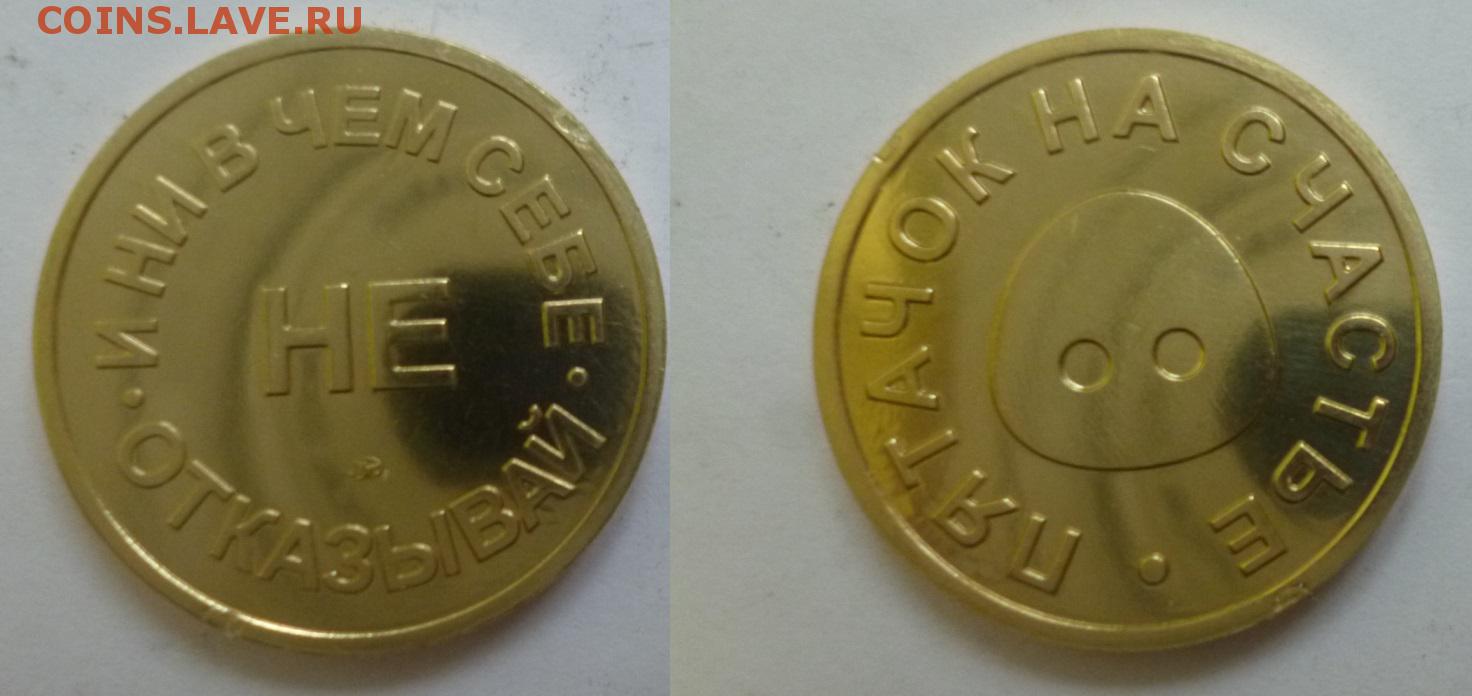 COINS.LAVE.RU
И НИ В ЧЕМ СЕБЕ
НЕ
ОТКАЗЫВАЙ
ПЯТАЧОК НА СЧАСТЬЕ